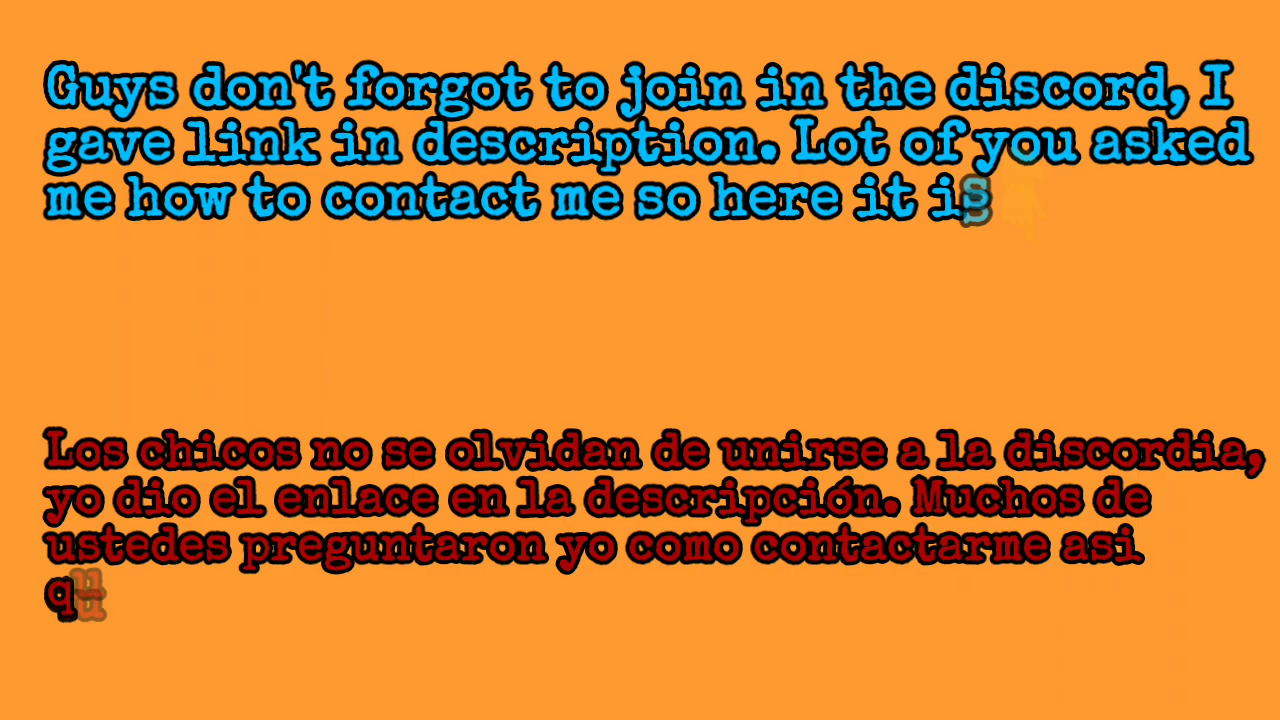 Guys don't forgot to join in the discord, I
gave link in description. Lot of you asked
me how to contact me so here it is
Los chicos no se olvidan de unirse a la discordia,
yo dio el enlace en la descripción. Muchos de
ustedes preguntaron yo como contactarme asi
qu